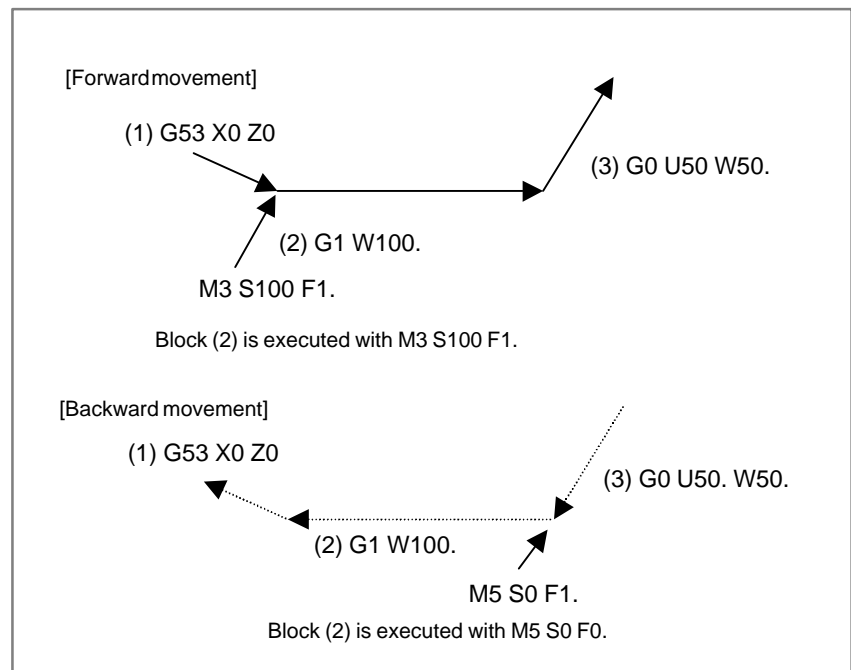 [Forward movement]
(1) G53 X0 Z0
(3) G0 U50 W50.
(2) G1 W100.
M3 S100 F1.
Block (2) is executed with M3 S100 F1.
[Backward movement]
(1) G53 X0 Z0
(3) G0 U50. W50.
(2) G1 W100.
M5 S0 F1.
Block (2) is executed with M5 S0 F0.